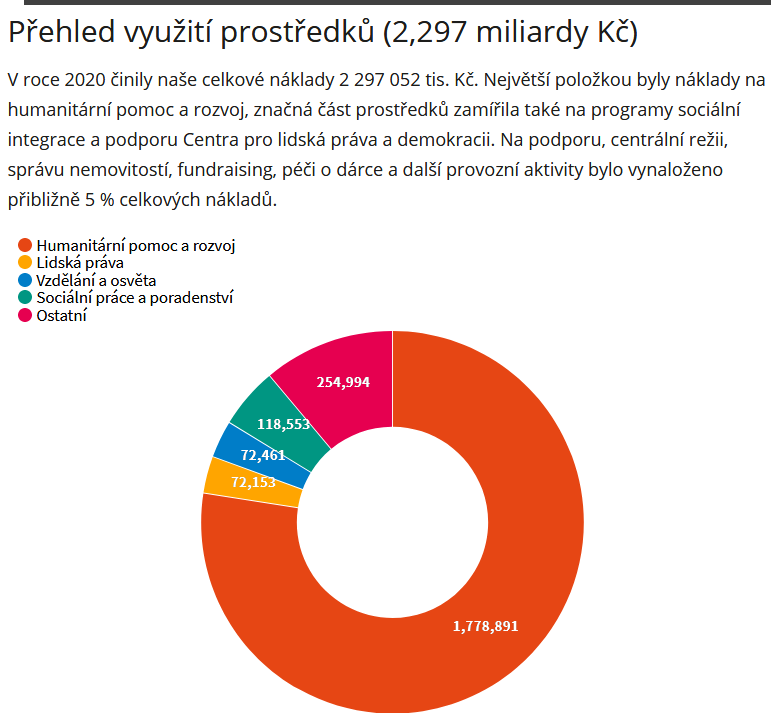 Přehled využití prostředků (2,297 miliardy Kč)
V roce 2020 činily naše celkové náklady 2 297 052 tis. Kč. Největší položkou byly náklady na
humanitární pomoc a rozvoj, značná část prostředků zamířila také na programy sociální
integrace a podporu Centra pro lidská práva a demokracii. Na podporu, centrální režii,
správu nemovitostí, fundraising, péči o dárce a další provozní aktivity bylo vynaloženo
přibližně 5 % celkových nákladů.
Humanitární pomoc a rozvoj
Lidská práva
Vzdělání a osvěta
Sociální práce a poradenství
Ostatní
254,994
118,553
72,461
72,153
1,778,891